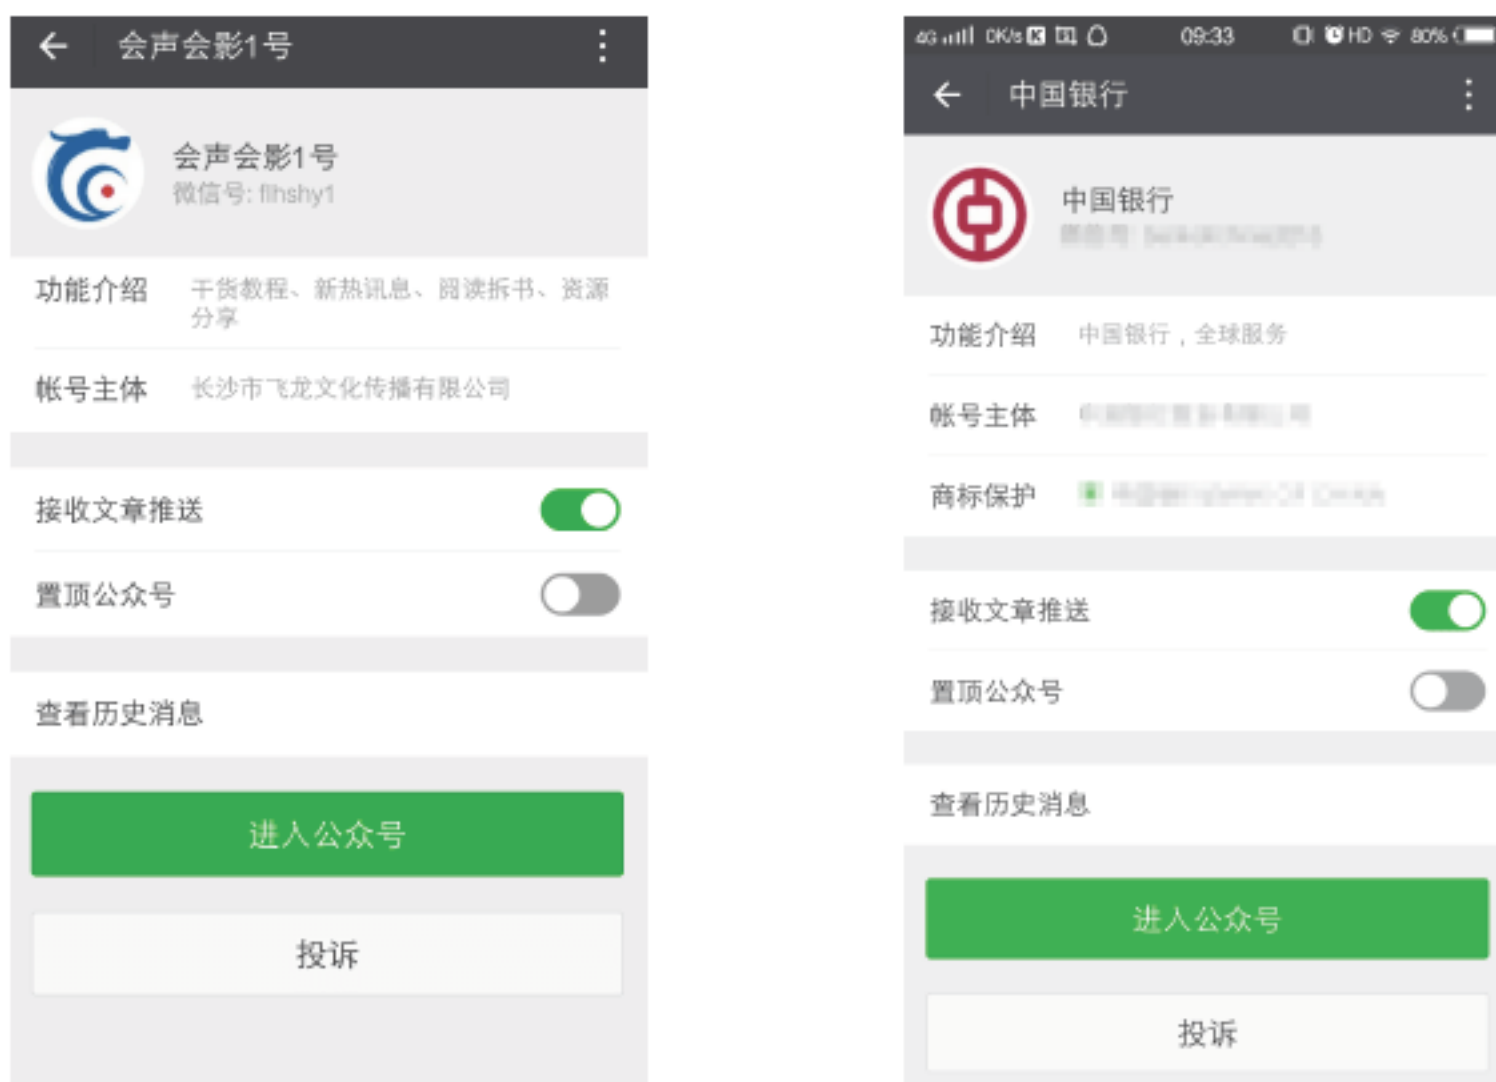 会声会影1号
会声会影1号
微信号: flhshy1
功能介绍
干货教程、新热讯息、阅读拆书、资源
分享
帐号主体
长沙市飞龙文化传播有限公司
接收文章推送
置顶公众号
查看历史消息
进入公众号
投诉
4G 0K/s 09:33 HD 80%
中国银行
中国银行
功能介绍
中国银行，全球服务
帐号主体
商标保护
接收文章推送
置顶公众号
查看历史消息
进入公众号
投诉